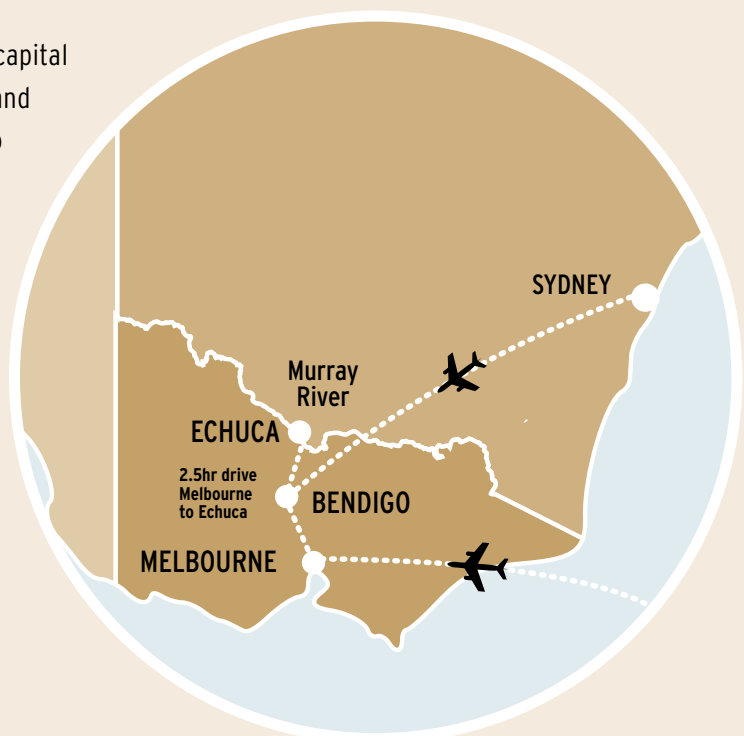 capital
and
SYDNEY
Murray
River
ECHUCA
2.5hr drive
Melbourne
to Echuca
BENDIGO
MELBOURNE